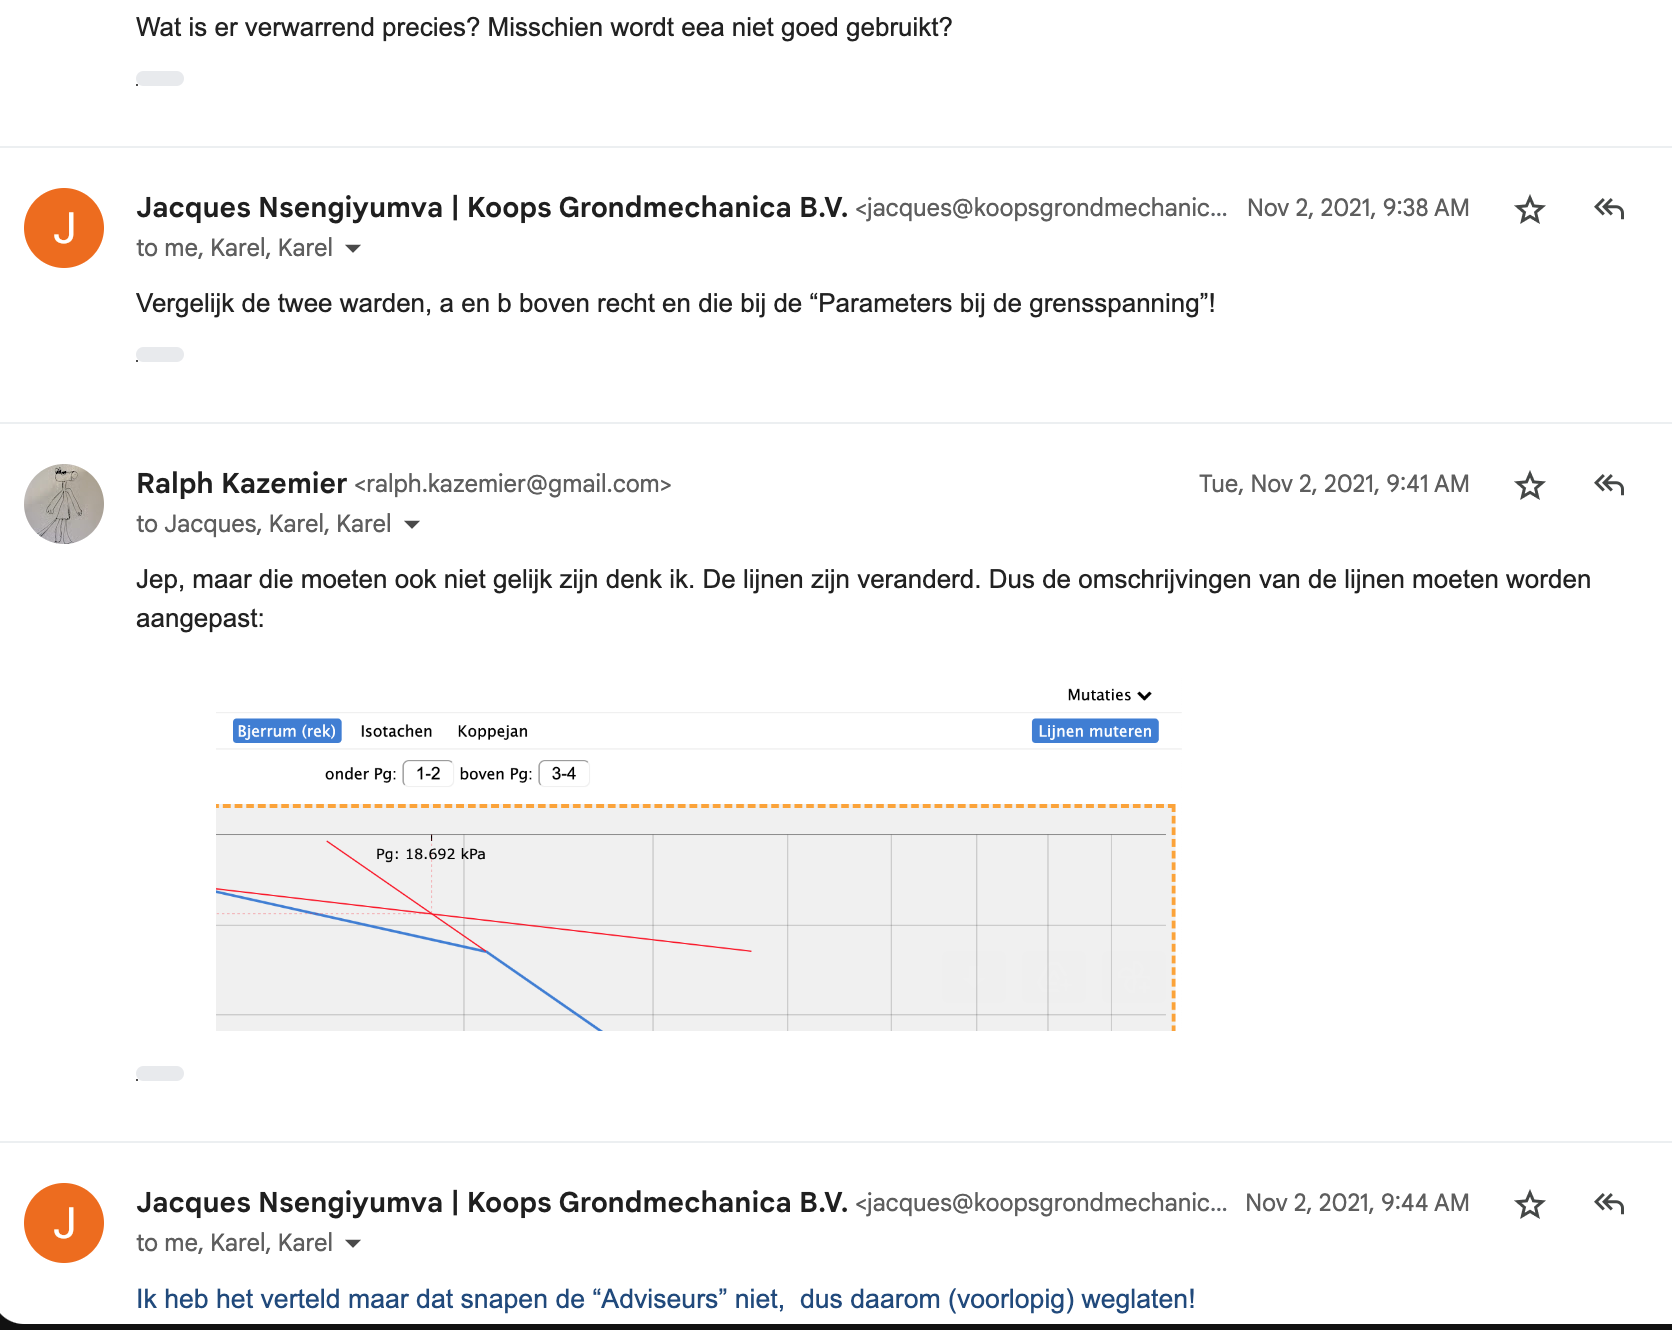 Wat is er verwarrend precies? Misschien wordt eea niet goed gebruikt?
J
Jacques Nsengiyumva | Koops Grondmechanica B.V. <jacques@koopsgrondmechanic... Nov 2, 2021, 9:38 AM
to me, Karel, Karel
Vergelijk de twee warden, a en b boven recht en die bij de “Parameters bij de grensspanning”!
Ralph Kazemier <ralph.kazemier@gmail.com> Tue, Nov 2, 2021, 9:41 AM
to Jacques, Karel, Karel
Jep, maar die moeten ook niet gelijk zijn denk ik. De lijnen zijn veranderd. Dus de omschrijvingen van de lijnen moeten worden
aangepast:
Mutaties
Bjerrum (rek) Isotachen Koppejan Lijnen muteren
onder Pg: 1-2 boven Pg: 3-4
Pg: 18.692 kPa
J
Jacques Nsengiyumva | Koops Grondmechanica B.V. <jacques@koopsgrondmechanic... Nov 2, 2021, 9:44 AM
to me, Karel, Karel
Ik heb het verteld maar dat snapen de “Adviseurs” niet, dus daarom (voorlopig) weglaten!